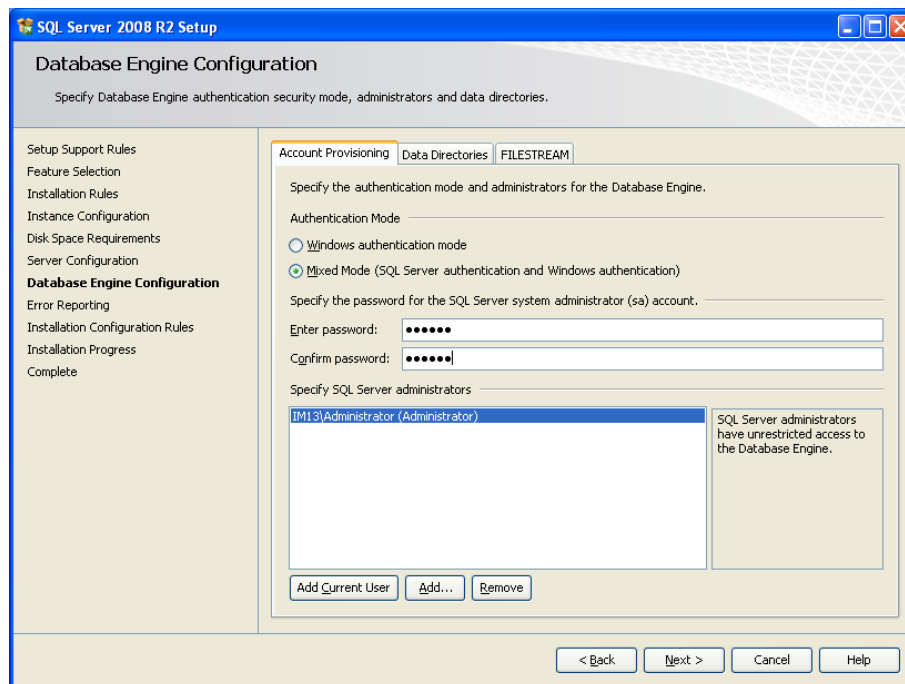 SQL Server 2008 R2 Setup
Database Engine Configuration
Specify Database Engine authentication security mode, administrators and data directories.
Setup Support Rules
Feature Selection
Installation Rules
Instance Configuration
Disk Space Requirements
Server Configuration
Database Engine Configuration
Error Reporting
Installation Configuration Rules
Installation Progress
Complete
Account Provisioning Data Directories FILESTREAM
Specify the authentication mode and administrators for the Database Engine.
Authentication Mode
Windows authentication mode
Mixed Mode (SQL Server authentication and Windows authentication)
Specify the password for the SQL Server system administrator (sa) account.
Enter password: ●●●●●●
Confirm password: ●●●●●●
Specify SQL Server administrators
IM13\Administrator (Administrator)
SQL Server administrators
have unrestricted access to
the Database Engine.
Add Current User Add... Remove
< Back Next > Cancel Help